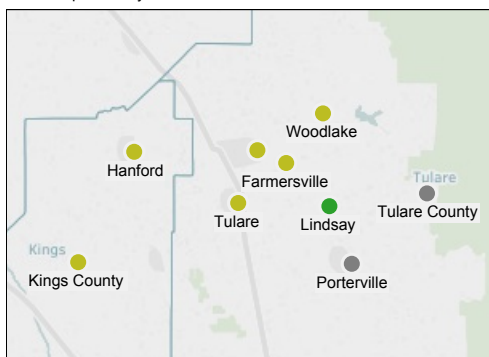 Woodlake
Hanford
Farmersville
Tulare
Tulare County
Tulare
Lindsay
Kings
Kings County
Porterville